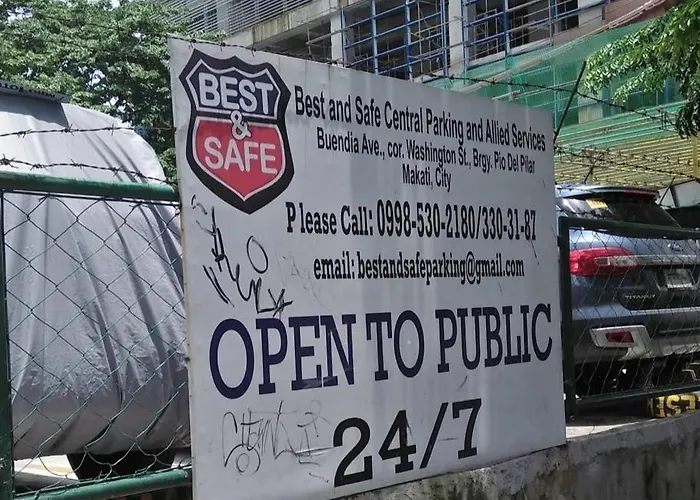 BEST
&
SAFE
Best and Safe Central Parking and Allied Services
Buendia Ave., cor. Washington St., Brgy. Pio Del Pilar
Makati, City
Please Call: 0998-530-2180/330-31-87
email: bestandsafeparking@gmail.com
OPEN TO PUBLIC
24/7